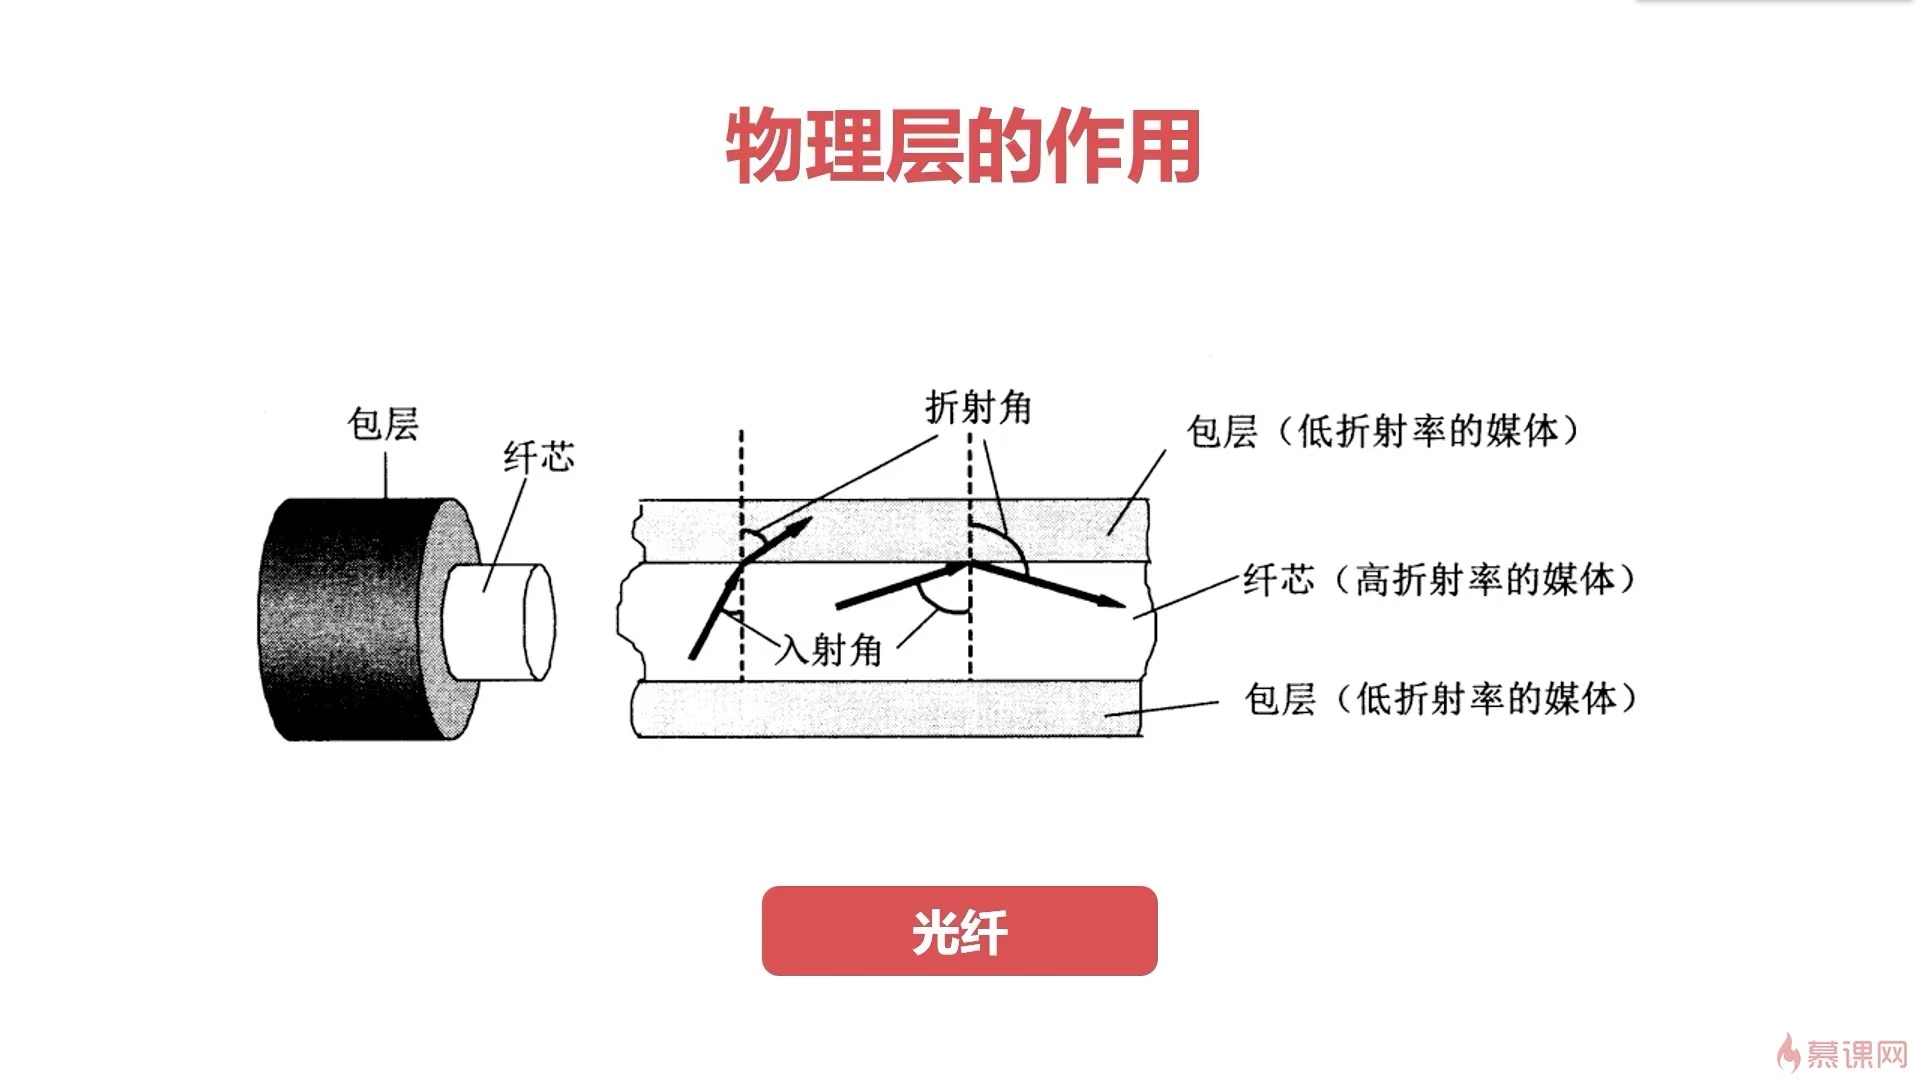 物理层的作用
折射角
包层
包层（低折射率的媒体）
纤芯
纤芯（高折射率的媒体）
入射角
包层（低折射率的媒体）
光纤
慕课网